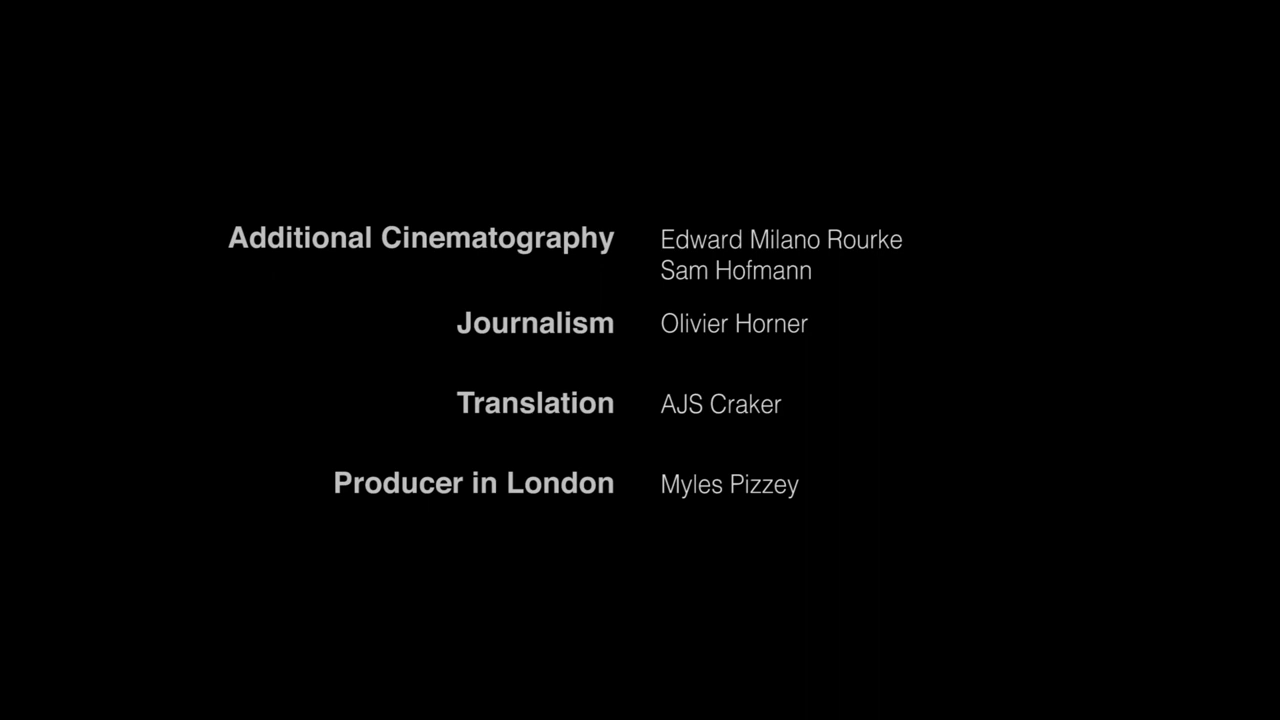 Additional Cinematography Edward Milano Rourke
Sam Hofmann
Journalism Olivier Horner
Translation AJS Craker
Producer in London Myles Pizzey